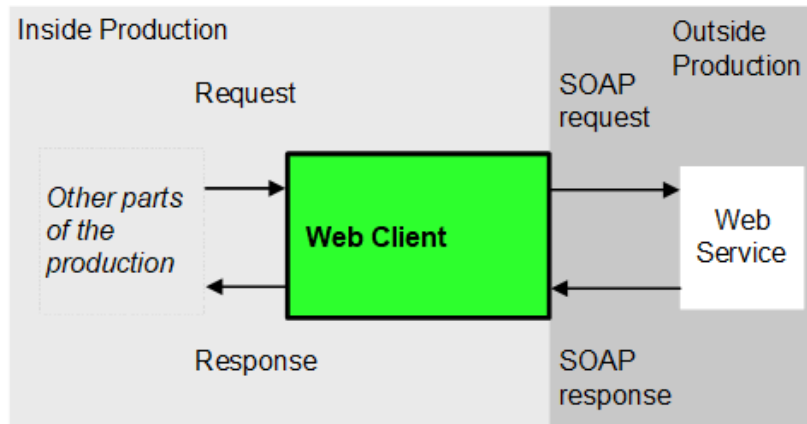 Inside Production
Outside
Production
Request
SOAP
request
Other parts
of the
production
Web Client
Web
Service
Response
SOAP
response